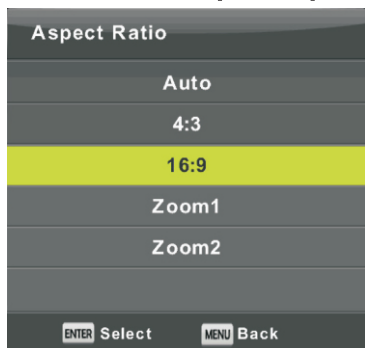 Aspect Ratio
Auto
4:3
16:9
Zoom1
Zoom2
ENTER Select MENU Back